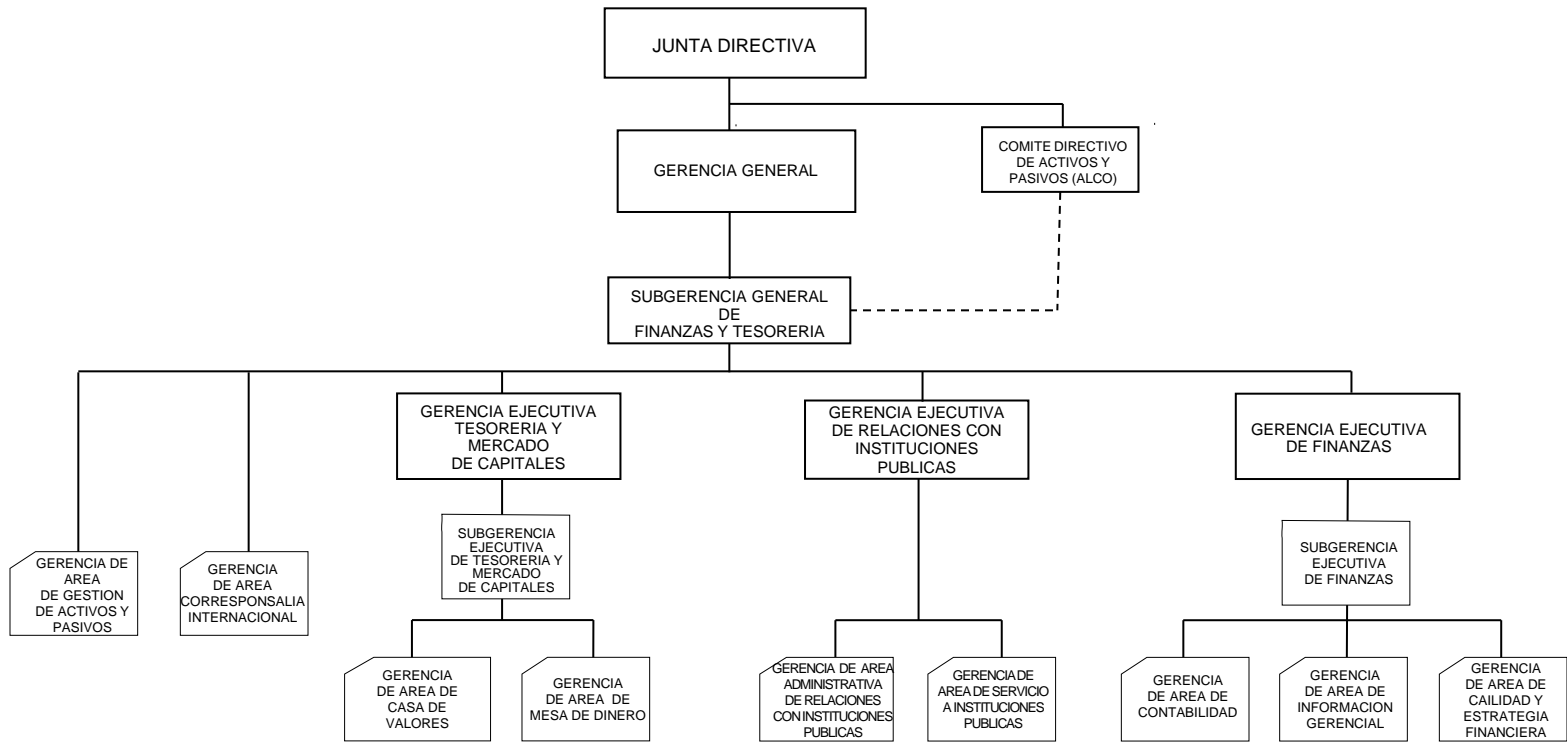 JUNTA DIRECTIVA
GERENCIA GENERAL
COMITE DIRECTIVO
DE ACTIVOS Y
PASIVOS (ALCO)
SUBGERENCIA GENERAL
DE
FINANZAS Y TESORERIA
GERENCIA EJECUTIVA
TESORERIA Y
MERCADO
DE CAPITALES
GERENCIA EJECUTIVA
DE RELACIONES CON
INSTITUCIONES
PUBLICAS
GERENCIA EJECUTIVA
DE FINANZAS
SUBGERENCIA
EJECUTIVA
DE TESORERIA Y
MERCADO
DE CAPITALES
SUBGERENCIA
EJECUTIVA
DE FINANZAS
GERENCIA DE
AREA
DE GESTION
DE ACTIVOS Y
PASIVOS
GERENCIA
DE AREA
CORRESPONSALIA
INTERNACIONAL
GERENCIA
DE AREA DE
CASA DE
VALORES
GERENCIA
DE AREA DE
MESA DE DINERO
GERENCIA DE AREA
ADMINISTRATIVA
DE RELACIONES
CON INSTITUCIONES
PUBLICAS
GERENCIA DE
AREA DE SERVICIO
A INSTITUCIONES
PUBLICAS
GERENCIA
DE AREA DE
CONTABILIDAD
GERENCIA
DE AREA DE
INFORMACION
GERENCIAL
GERENCIA
DE AREA DE
CAILIDAD Y
ESTRATEGIA
FINANCIERA